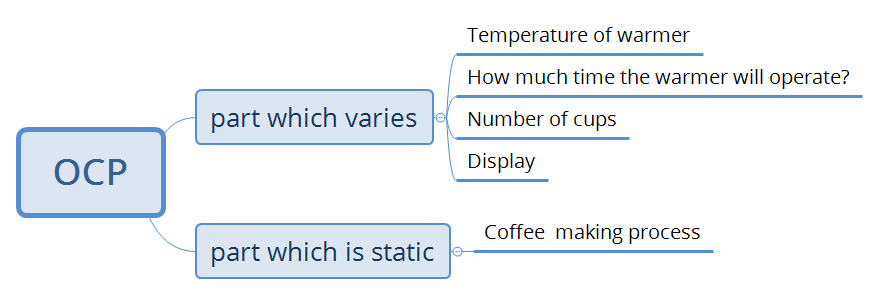 OCP
part which varies
Temperature of warmer
How much time the warmer will operate?
Number of cups
Display
part which is static
Coffee  making process